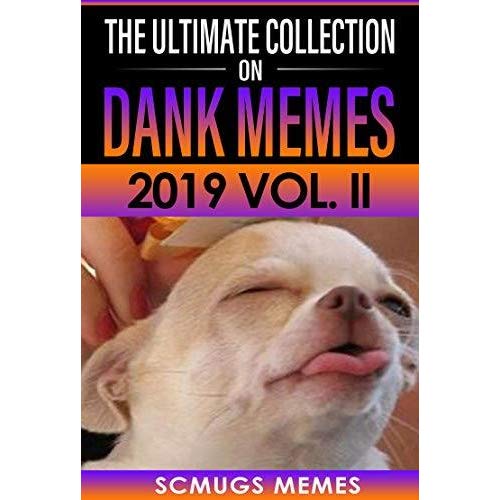 THE ULTIMATE COLLECTION
ON
DANK MEMES
2019 VOL. II
SCMUGS MEMES